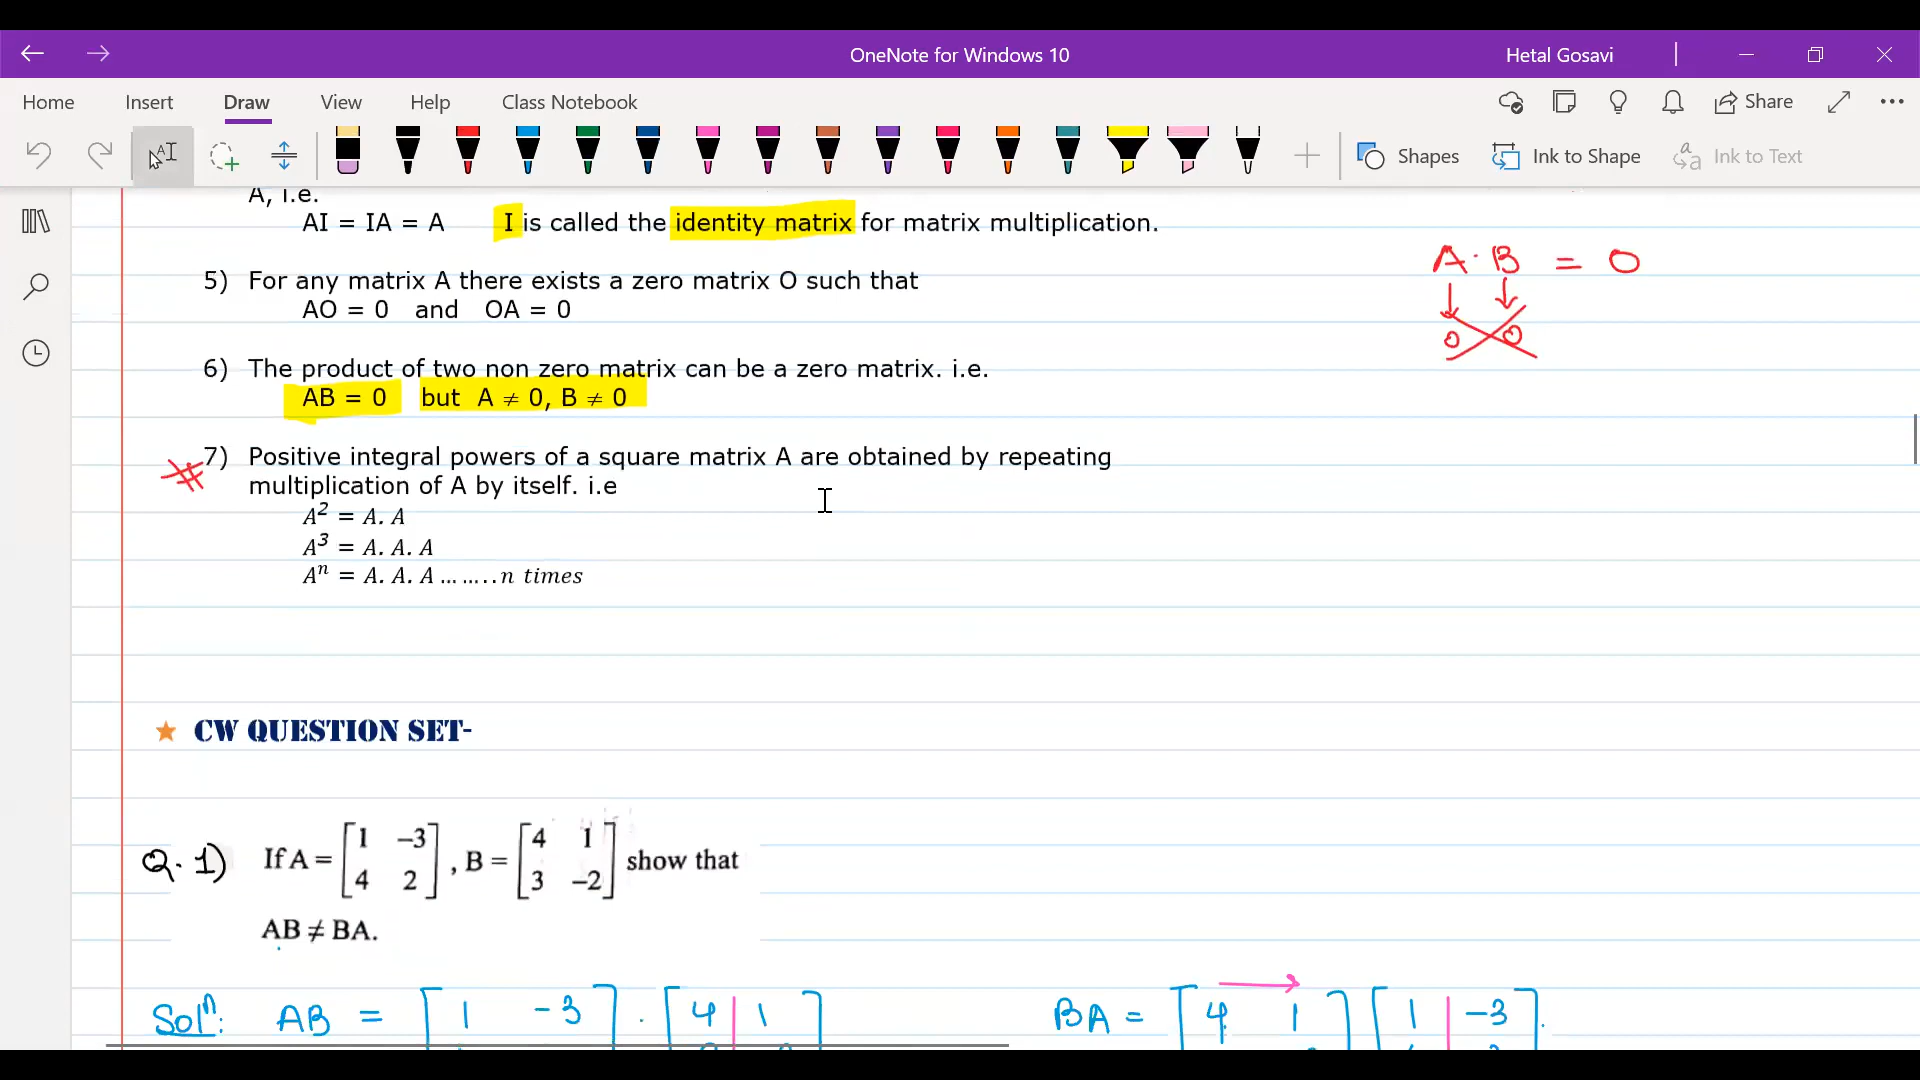 OneNote for Windows 10
Hetal Gosavi
Home Insert Draw View Help Class Notebook
Share
Shapes
Ink to Shape
Ink to Text
A, i.e.
AI = IA = A I is called the identity matrix for matrix multiplication.
A · B = 0
5) For any matrix A there exists a zero matrix O such that
AO = 0 and OA = 0
0 0
6) The product of two non zero matrix can be a zero matrix. i.e.
AB = 0 but A ≠ 0, B ≠ 0
7) Positive integral powers of a square matrix A are obtained by repeating
multiplication of A by itself. i.e
A² = A. A
A³ = A. A. A
Aⁿ = A. A. A ... ... .. n times
CW QUESTION SET-
Q. 1) If A = [1 -3; 4 2], B = [4 1; 3 -2] show that
AB ≠ BA.
Solⁿ: AB = [ 1 -3 ] . [ 4 | 1 ]
BA = [ 4 1 ] [ 1 | -3 ].